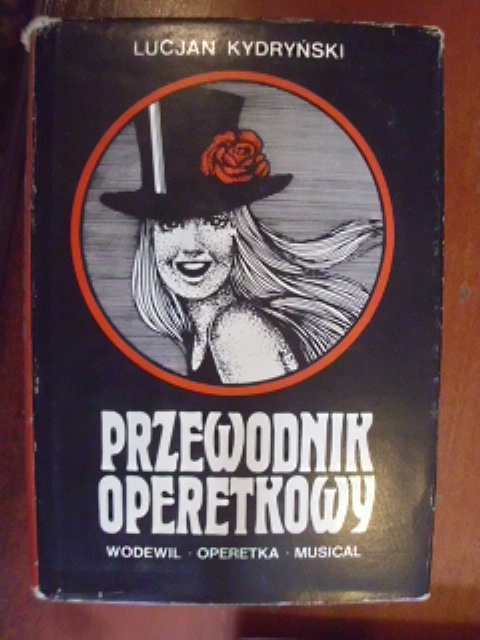 LUCJAN KYDRYŃSKI
PRZEWODNIK
OPERETKOWY
WODEWIL · OPERETKA · MUSICAL